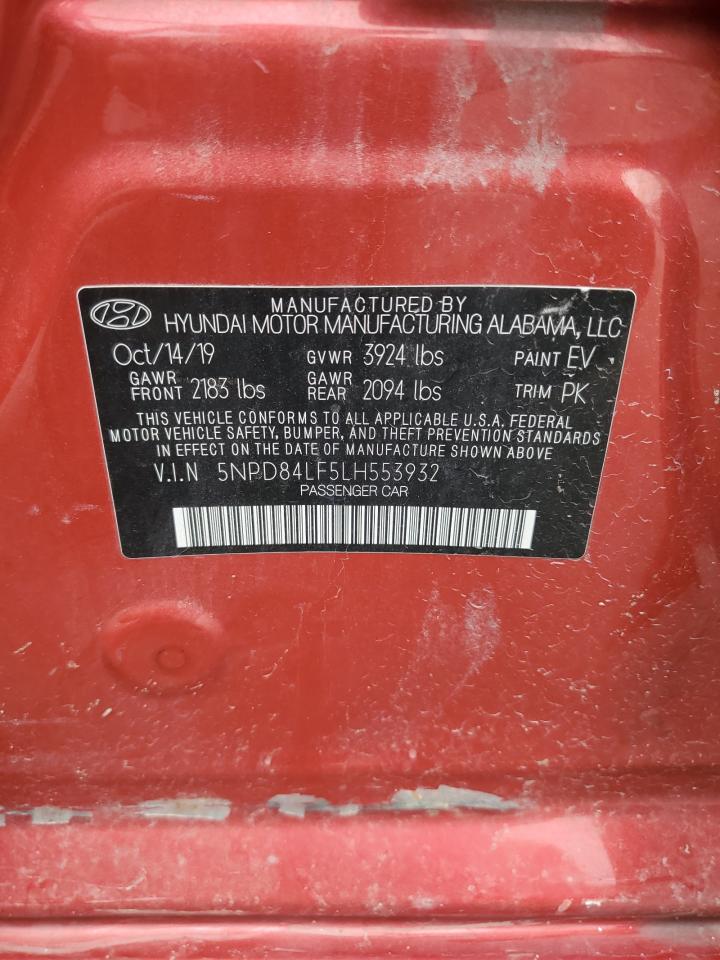 MANUFACTURED BY
HYUNDAI MOTOR MANUFACTURING ALABAMA, LLC
Oct/14/19 GVWR 3924 lbs PAINT EV
GAWR FRONT 2183 lbs GAWR REAR 2094 lbs TRIM PK
THIS VEHICLE CONFORMS TO ALL APPLICABLE U.S.A. FEDERAL
MOTOR VEHICLE SAFETY, BUMPER, AND THEFT PREVENTION STANDARDS
IN EFFECT ON THE DATE OF MANUFACTURE SHOWN ABOVE
V.I.N 5NPD84LF5LH553932
PASSENGER CAR